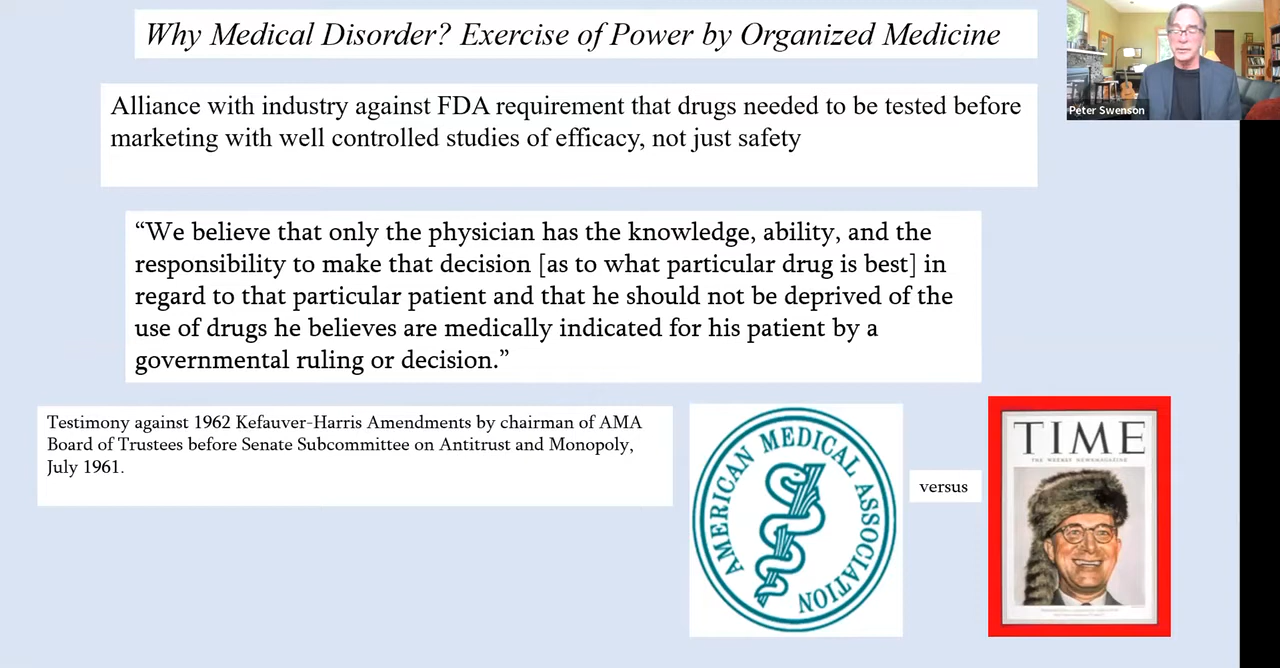 Why Medical Disorder? Exercise of Power by Organized Medicine
Peter Swenson
Alliance with industry against FDA requirement that drugs needed to be tested before
marketing with well controlled studies of efficacy, not just safety
“We believe that only the physician has the knowledge, ability, and the
responsibility to make that decision [as to what particular drug is best] in
regard to that particular patient and that he should not be deprived of the
use of drugs he believes are medically indicated for his patient by a
governmental ruling or decision.”
Testimony against 1962 Kefauver-Harris Amendments by chairman of AMA
Board of Trustees before Senate Subcommittee on Antitrust and Monopoly,
July 1961.
AMERICAN MEDICAL ASSOCIATION
versus
TIME
THE WEEKLY NEWSMAGAZINE